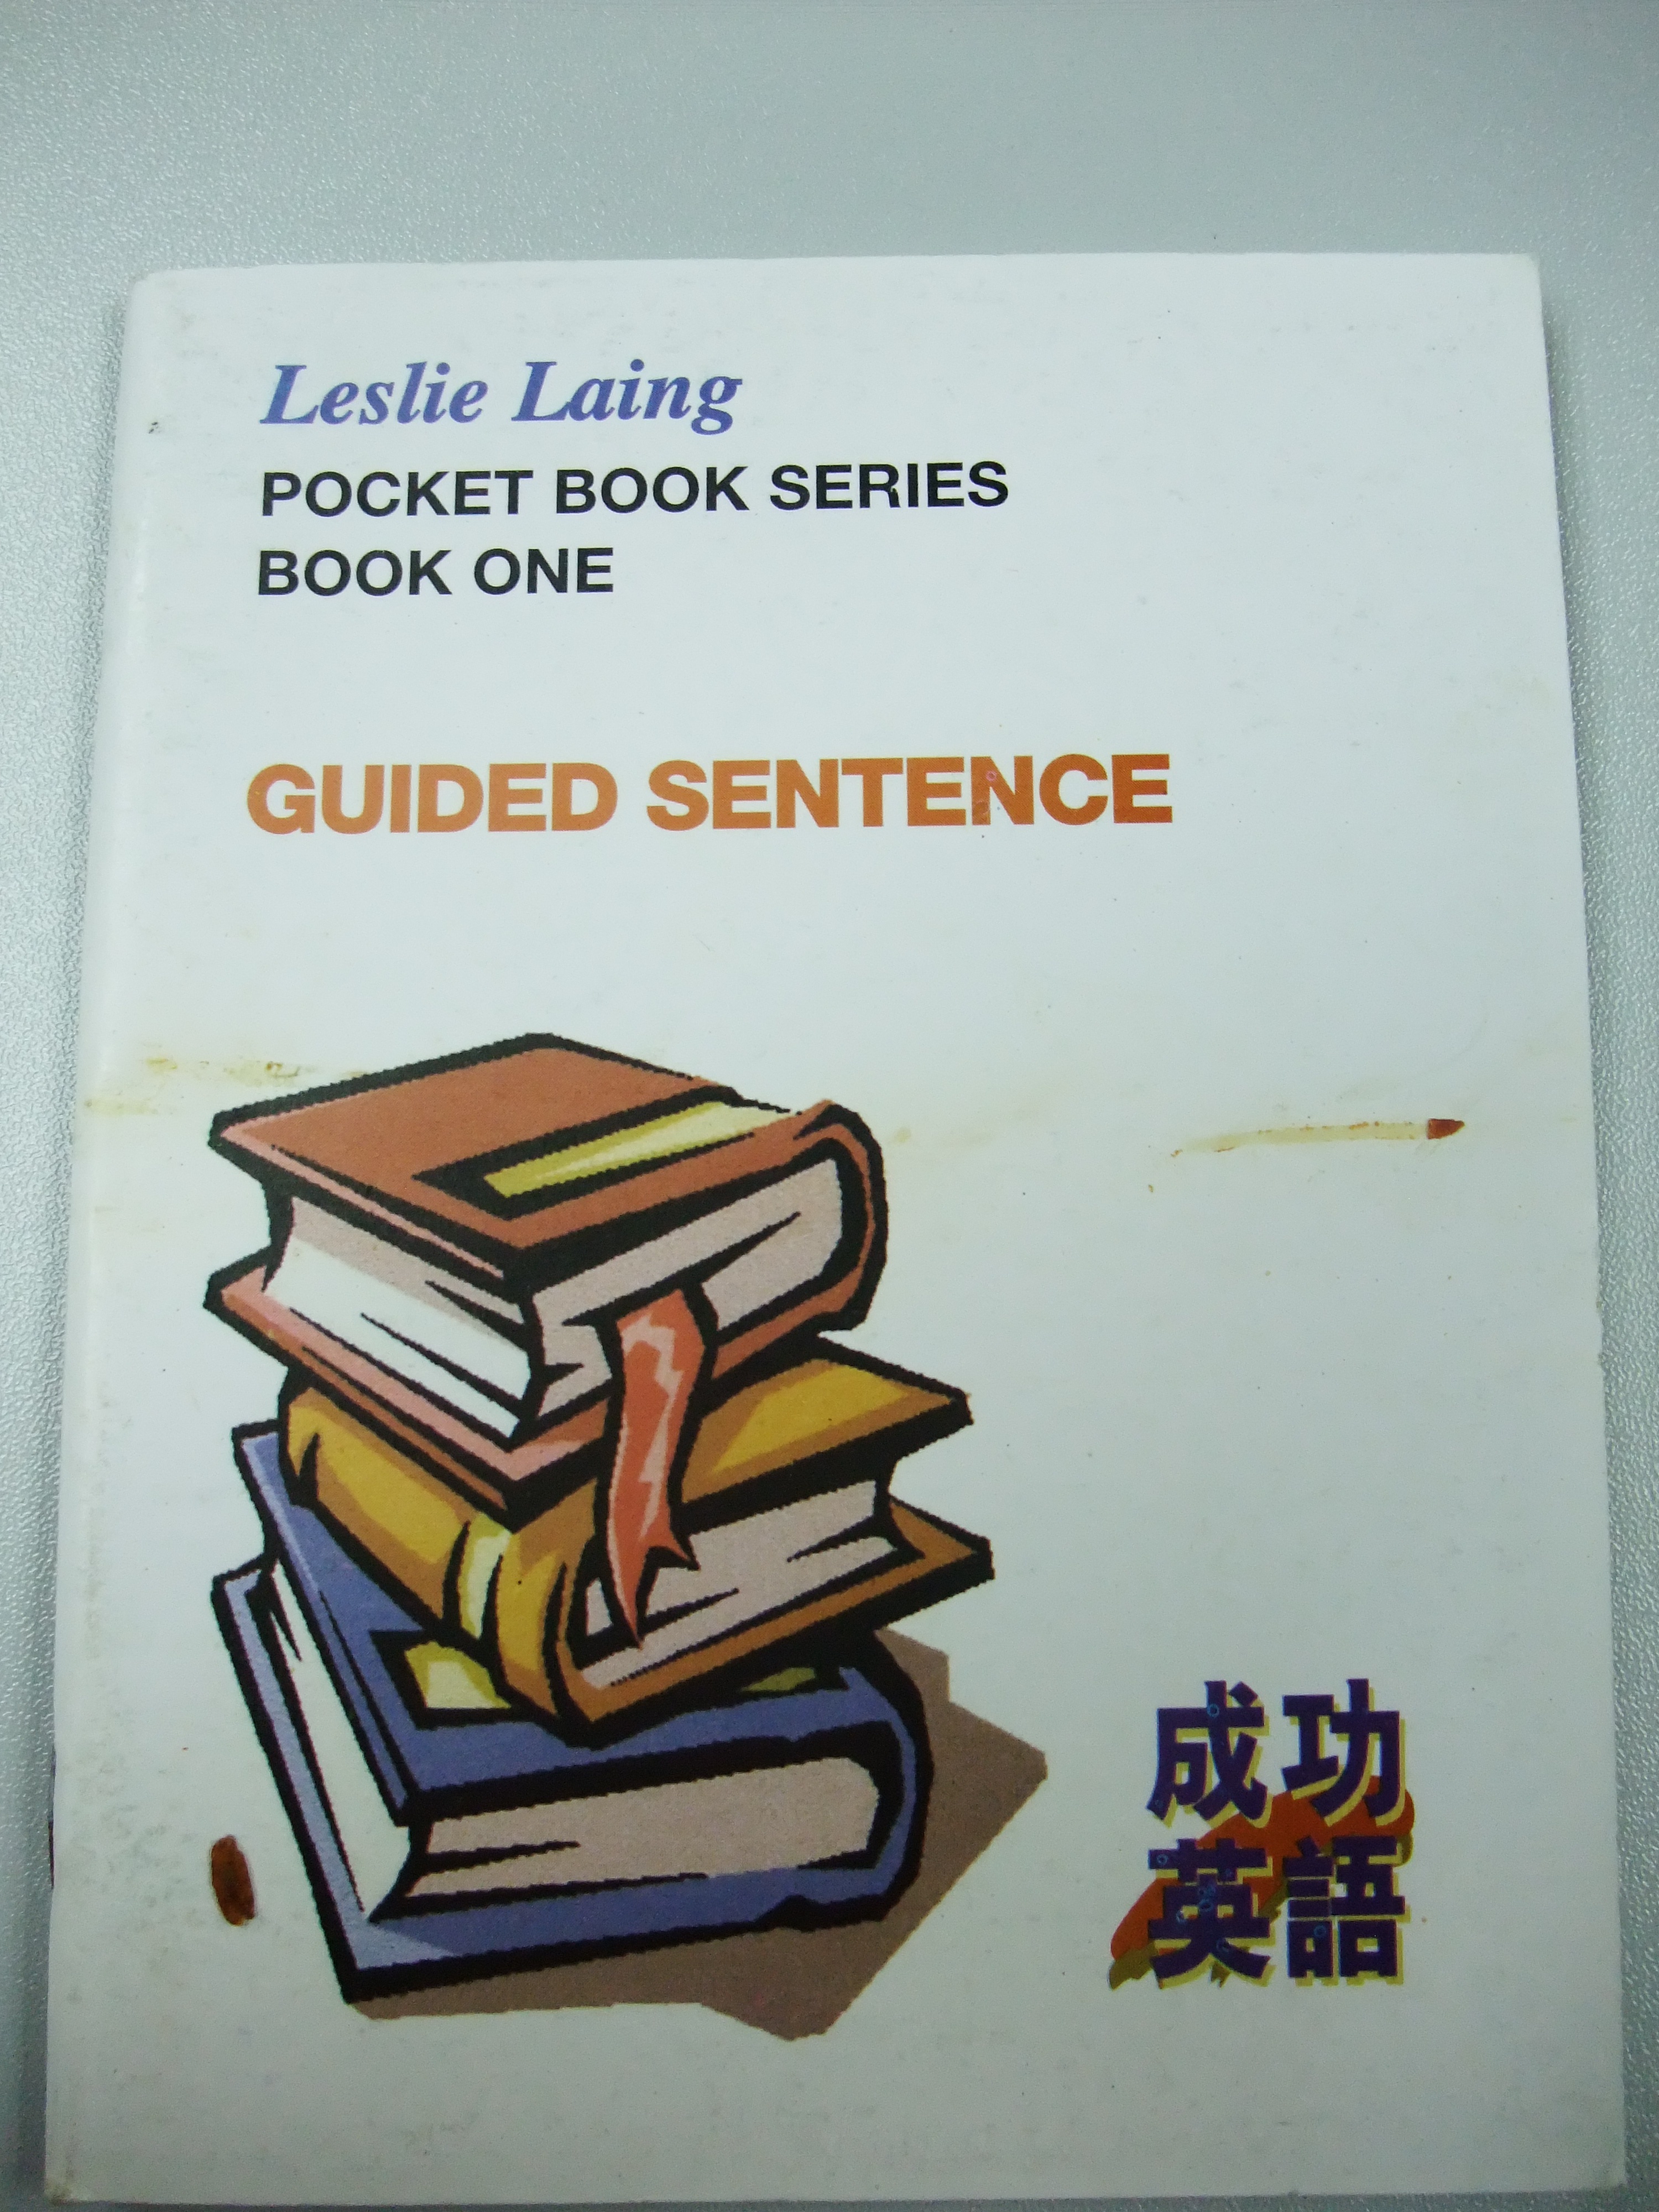 Leslie Laing
POCKET BOOK SERIES
BOOK ONE
GUIDED SENTENCE
成功
英語